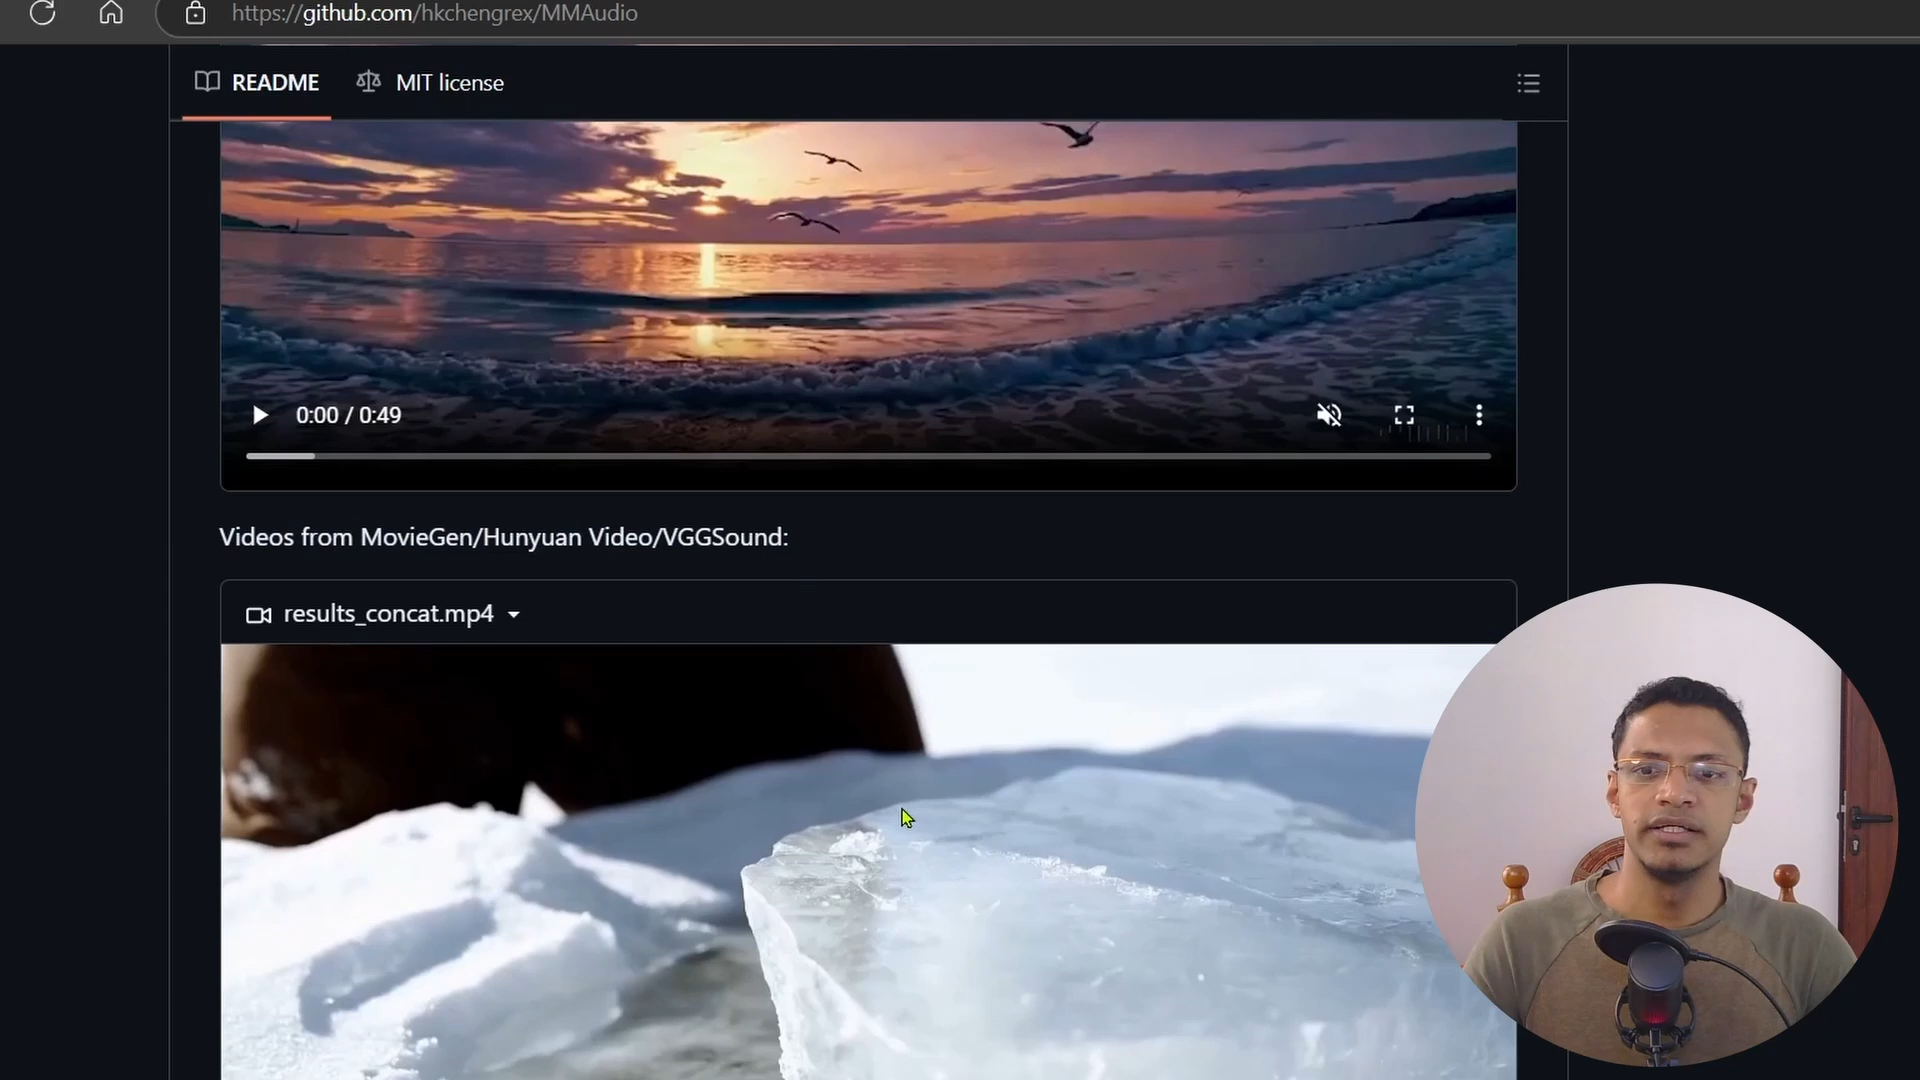 https://github.com/hkchengrex/MMAudio
README
MIT license
0:00 / 0:49
Videos from MovieGen/Hunyuan Video/VGGSound:
results_concat.mp4